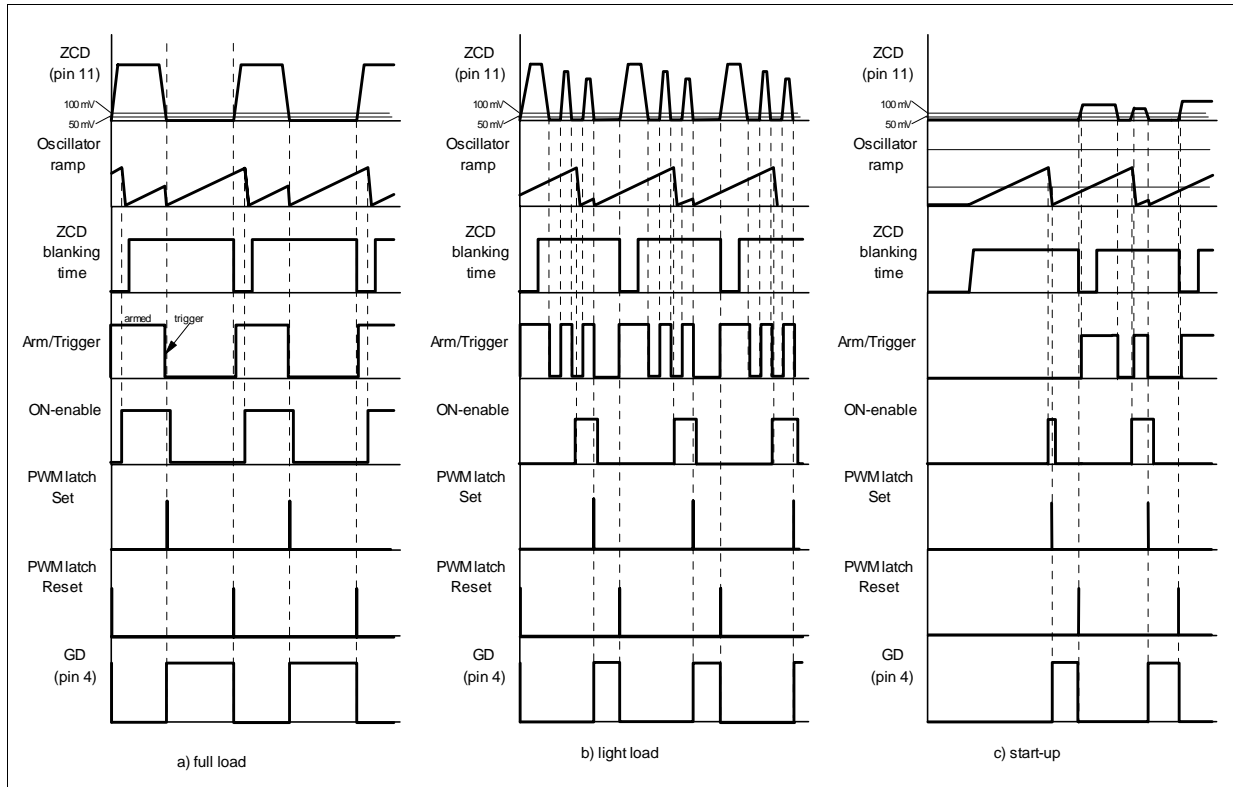 ZCD
(pin 11)
100 mV
50 mV
Oscillator
ramp
ZCD
blanking
time
armed
trigger
Arm/Trigger
ON-enable
PWM latch
Set
PWM latch
Reset
GD
(pin 4)
a) full load
ZCD
(pin 11)
100 mV
50 mV
Oscillator
ramp
ZCD
blanking
time
Arm/Trigger
ON-enable
PWM latch
Set
PWM latch
Reset
GD
(pin 4)
b) light load
ZCD
(pin 11)
100 mV
50 mV
Oscillator
ramp
ZCD
blanking
time
Arm/Trigger
ON-enable
PWM latch
Set
PWM latch
Reset
GD
(pin 4)
c) start-up